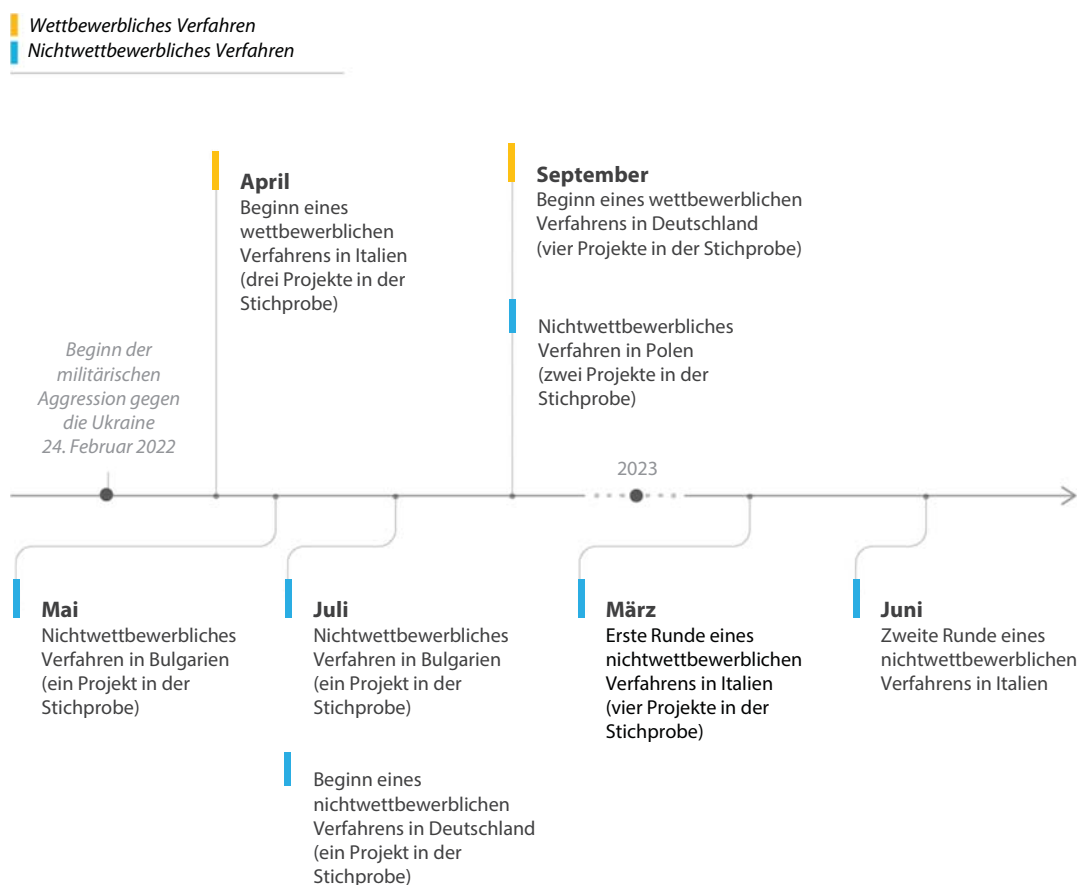 Wettbewerbliches Verfahren
Nichtwettbewerbliches Verfahren
April
Beginn eines
wettbewerblichen
Verfahrens in Italien
(drei Projekte in der
Stichprobe)
September
Beginn eines wettbewerblichen
Verfahrens in Deutschland
(vier Projekte in der Stichprobe)
Nichtwettbewerbliches
Verfahren in Polen
(zwei Projekte in der
Stichprobe)
Beginn der
militärischen
Aggression gegen
die Ukraine
24. Februar 2022
2023
Mai
Nichtwettbewerbliches
Verfahren in Bulgarien
(ein Projekt in der
Stichprobe)
Juli
Nichtwettbewerbliches
Verfahren in Bulgarien
(ein Projekt in der
Stichprobe)
Beginn eines
nichtwettbewerblichen
Verfahrens in Deutschland
(ein Projekt in der
Stichprobe)
März
Erste Runde eines
nichtwettbewerblichen
Verfahrens in Italien
(vier Projekte in der
Stichprobe)
Juni
Zweite Runde eines
nichtwettbewerblichen
Verfahrens in Italien